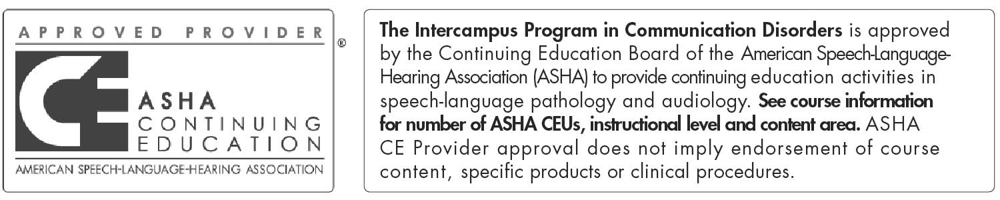 APPROVED PROVIDER
®
CE
ASHA
CONTINUING
EDUCATION
AMERICAN SPEECH-LANGUAGE-HEARING ASSOCIATION
The Intercampus Program in Communication Disorders is approved
by the Continuing Education Board of the American Speech-Language-
Hearing Association (ASHA) to provide continuing education activities in
speech-language pathology and audiology. See course information
for number of ASHA CEUs, instructional level and content area. ASHA
CE Provider approval does not imply endorsement of course
content, specific products or clinical procedures.